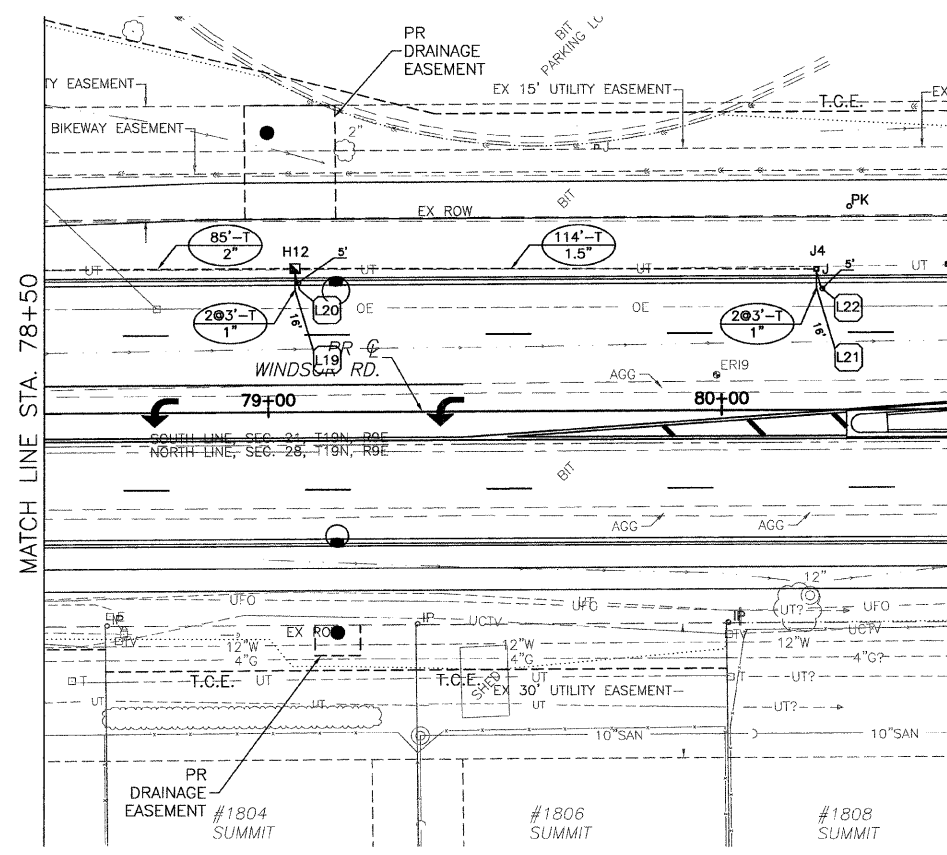 PR
DRAINAGE
EASEMENT
BIT
PARKING LO
TY EASEMENT
EX 15' UTILITY EASEMENT
T.C.E.
EX
BIKEWAY EASEMENT
2"
J
BIT
PK
EX ROW
85'-T
2"
H12
5'
114'-T
1.5"
J4
J
5'
UT
UT
UT
UT
L20
OE
OE
L22
2@3'-T
1"
16'
2@3'-T
1"
16'
L19
PR ℄
WINDSOR RD.
L21
ERI9
AGG
79+00
80+00
MATCH LINE STA. 78+50
SOUTH LINE, SEC. 21, T19N, R9E
NORTH LINE, SEC. 28, T19N, R9E
BIT
AGG
AGG
12"
UFO
UT
UFO
UT?
UFO
IP
IP
IP
UCTV
UCTV
TV
TV
EX ROW
12"W
12"W
12"W
4"G
4"G
4"G?
T
T.C.E.
UT
T.C.E.
UT
T
UT?
SHED
EX 30' UTILITY EASEMENT
UT
UT
UT
UT?
10"SAN
10"SAN
PR
DRAINAGE
EASEMENT
#1804
SUMMIT
#1806
SUMMIT
#1808
SUMMIT